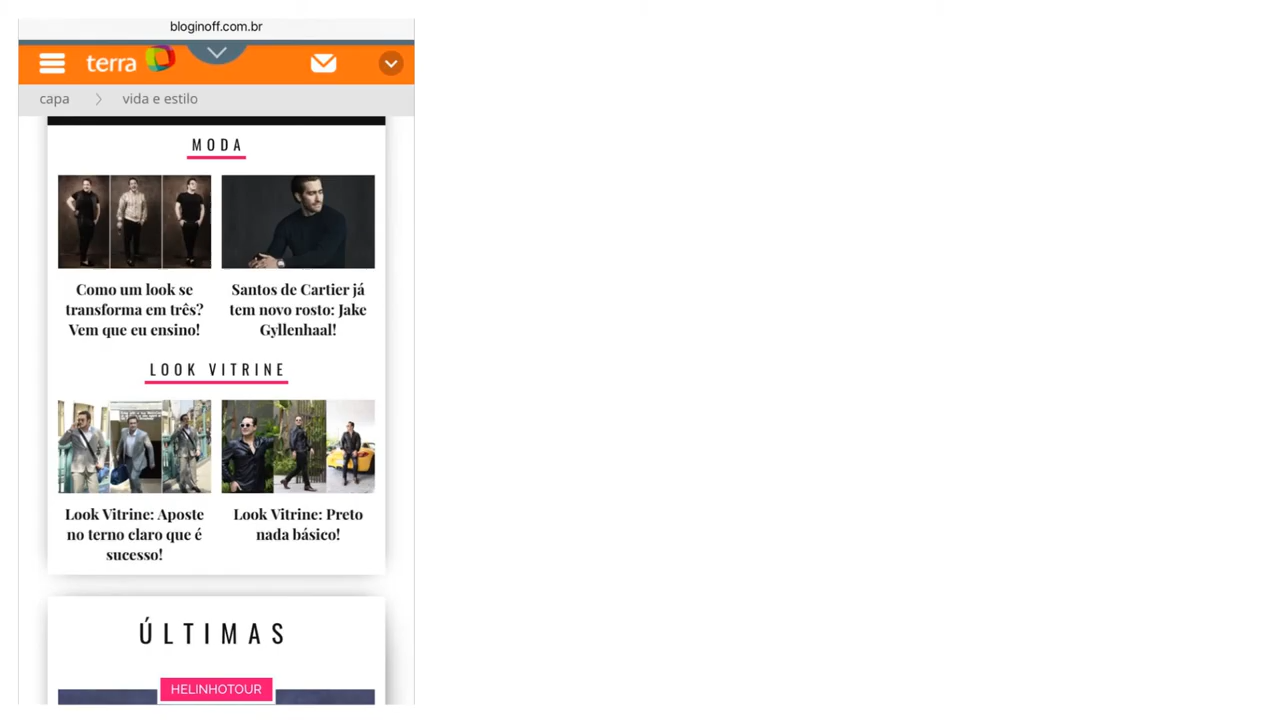 bloginoff.com.br
terra
capa
vida e estilo
MODA
Como um look se
transforma em três?
Vem que eu ensino!
Santos de Cartier já
tem novo rosto: Jake
Gyllenhaal!
LOOK VITRINE
Look Vitrine: Aposte
no terno claro que é
sucesso!
Look Vitrine: Preto
nada básico!
ÚLTIMAS
HELINHOTOUR